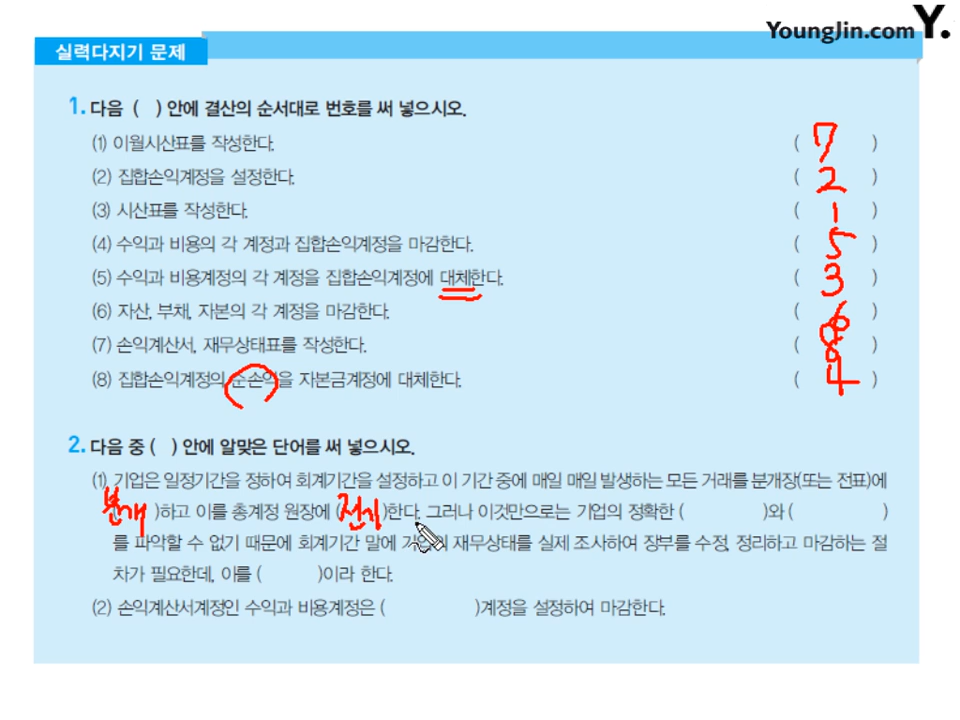 YoungJin.com Y.
실력다지기 문제
1. 다음 ( ) 안에 결산의 순서대로 번호를 써 넣으시오.
(1) 이월시산표를 작성한다. ( 7 )
(2) 집합손익계정을 설정한다. ( 2 )
(3) 시산표를 작성한다. ( 1 )
(4) 수익과 비용의 각 계정과 집합손익계정을 마감한다. ( 5 )
(5) 수익과 비용계정의 각 계정을 집합손익계정에 대체한다. ( 3 )
(6) 자산, 부채, 자본의 각 계정을 마감한다. ( 6 )
(7) 손익계산서, 재무상태표를 작성한다. ( 8 )
(8) 집합손익계정의 순손익을 자본금계정에 대체한다. ( 4 )
2. 다음 중 ( ) 안에 알맞은 단어를 써 넣으시오.
(1) 기업은 일정기간을 정하여 회계기간을 설정하고 이 기간 중에 매일 매일 발생하는 모든 거래를 분개장(또는 전표)에
(분개)하고 이를 총계정 원장에 (전기)한다. 그러나 이것만으로는 기업의 정확한 ( )와 ( )
를 파악할 수 없기 때문에 회계기간 말에 재무상태를 실제 조사하여 장부를 수정, 정리하고 마감하는 절
차가 필요한데, 이를 ( )이라 한다.
(2) 손익계산서계정인 수익과 비용계정은 ( )계정을 설정하여 마감한다.